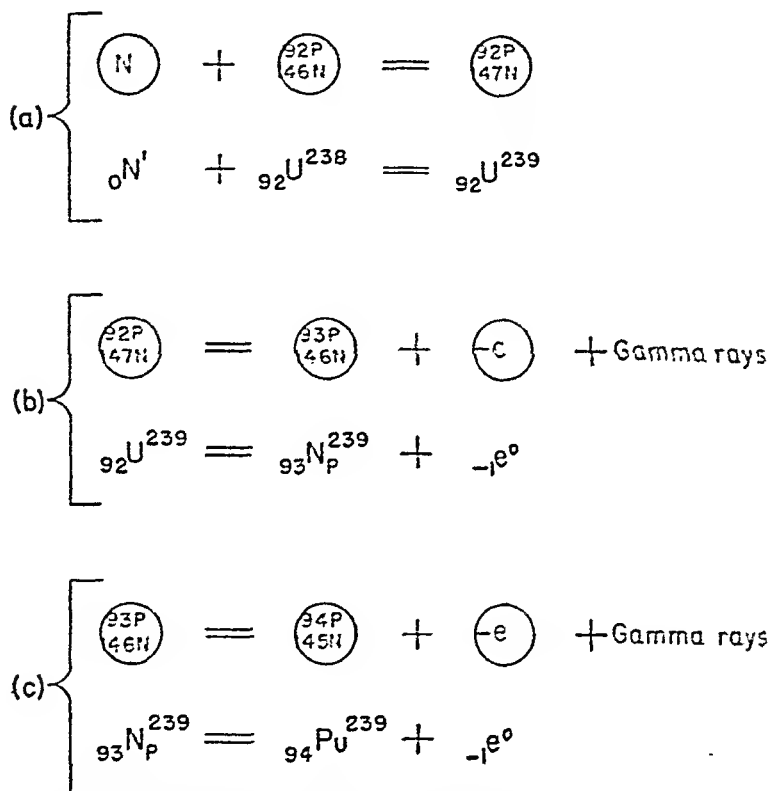 N + 92P 46N = 92P 47N
(a)
₀N' + ₉₂U²³⁸ = ₉₂U²³⁹
92P 47N = 93P 46N + -c + Gamma rays
(b)
₉₂U²³⁹ = ₉₃Nₚ²³⁹ + ₋₁e⁰
93P 46N = 94P 45N + -e + Gamma rays
(c)
₉₃Nₚ²³⁹ = ₉₄Pu²³⁹ + ₋₁e⁰